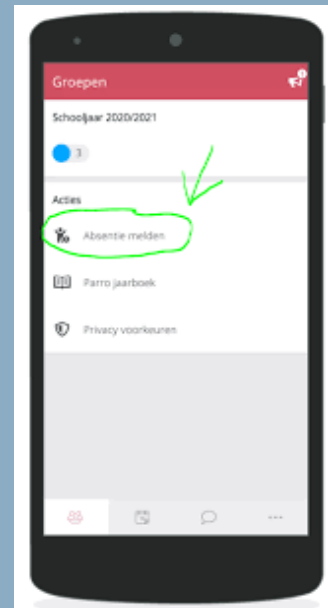 Groepen
Schooljaar 2020/2021
3
Acties
Absentie melden
Parro jaarboek
Privacy voorkeuren